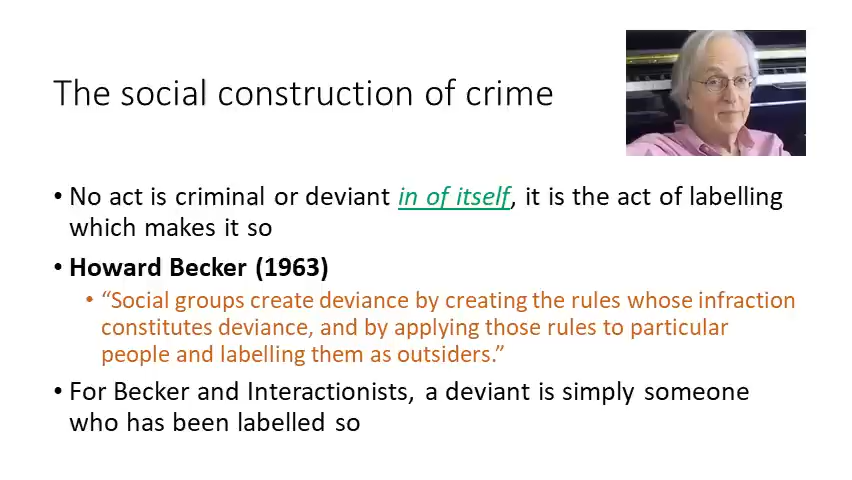 The social construction of crime
• No act is criminal or deviant in of itself, it is the act of labelling
which makes it so
• Howard Becker (1963)
• “Social groups create deviance by creating the rules whose infraction
constitutes deviance, and by applying those rules to particular
people and labelling them as outsiders.”
• For Becker and Interactionists, a deviant is simply someone
who has been labelled so